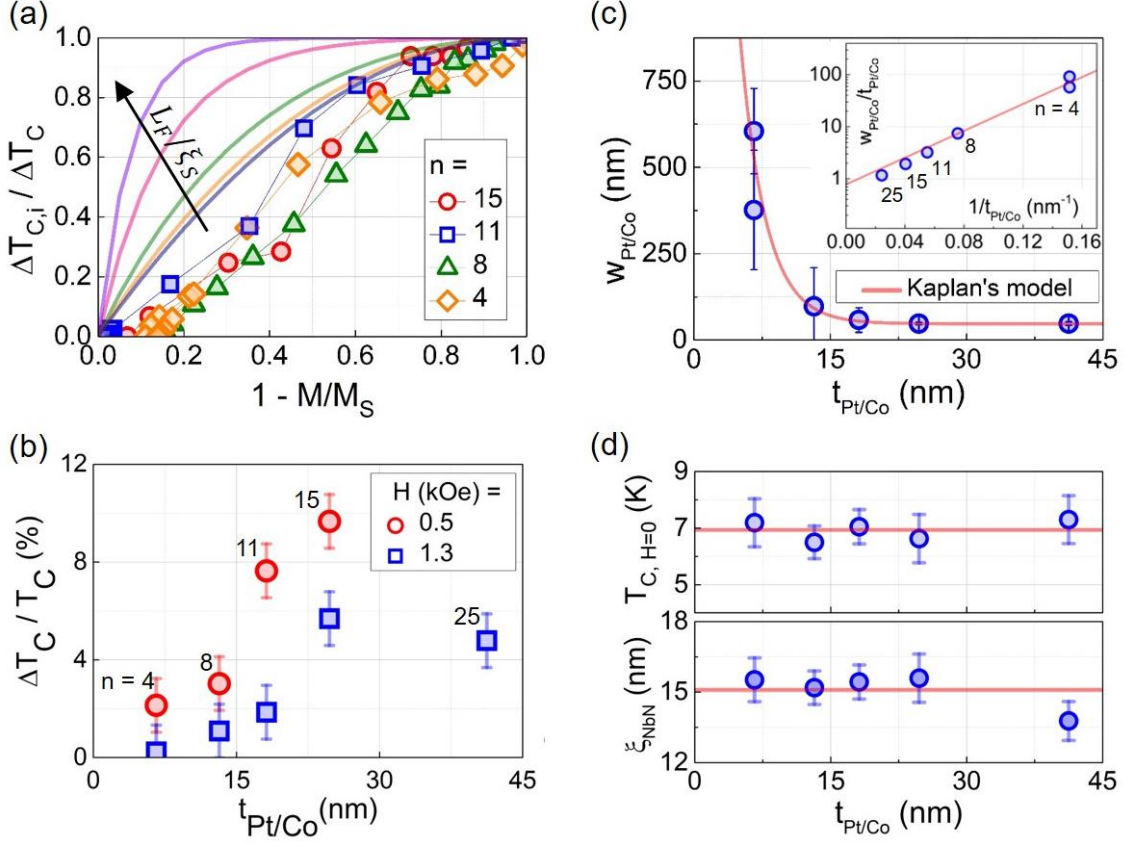 (a)
1.0
0.8
0.6
0.4
0.2
0.0
ΔT_C,i / ΔT_C
L_F/ξ_S
n =
15
11
8
4
0.0 0.2 0.4 0.6 0.8 1.0
1 - M/M_S
(b)
12
8
4
0
ΔT_C / T_C (%)
n = 4
8
11
15
25
H (kOe) =
0.5
1.3
0 15 30 45
t_Pt/Co (nm)
(c)
750
500
250
0
w_Pt/Co (nm)
100
10
1
w_Pt/Co/t_Pt/Co
n = 4
8
11
15
25
0.00 0.04 0.08 0.12 0.16
1/t_Pt/Co (nm⁻¹)
Kaplan's model
0 15 30 45
t_Pt/Co (nm)
(d)
9
7
5
T_C, H=0 (K)
18
15
12
ξ_NbN (nm)
0 15 30 45
t_Pt/Co (nm)